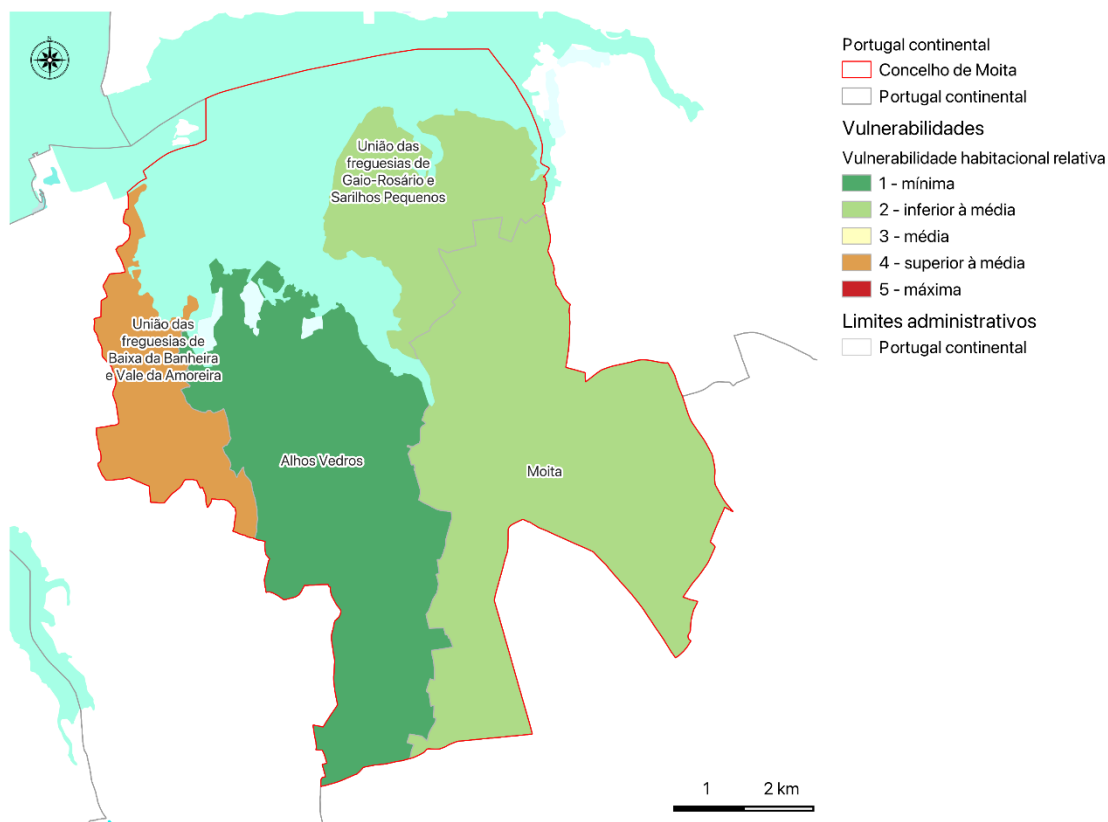 União das
freguesias de
Gaio-Rosário e
Sarilhos Pequenos
União das
freguesias de
Baixa da Banheira
e Vale da Amoreira
Alhos Vedros
Moita
Portugal continental
Concelho de Moita
Portugal continental
Vulnerabilidades
Vulnerabilidade habitacional relativa
1 - mínima
2 - inferior à média
3 - média
4 - superior à média
5 - máxima
Limites administrativos
Portugal continental
1 2 km